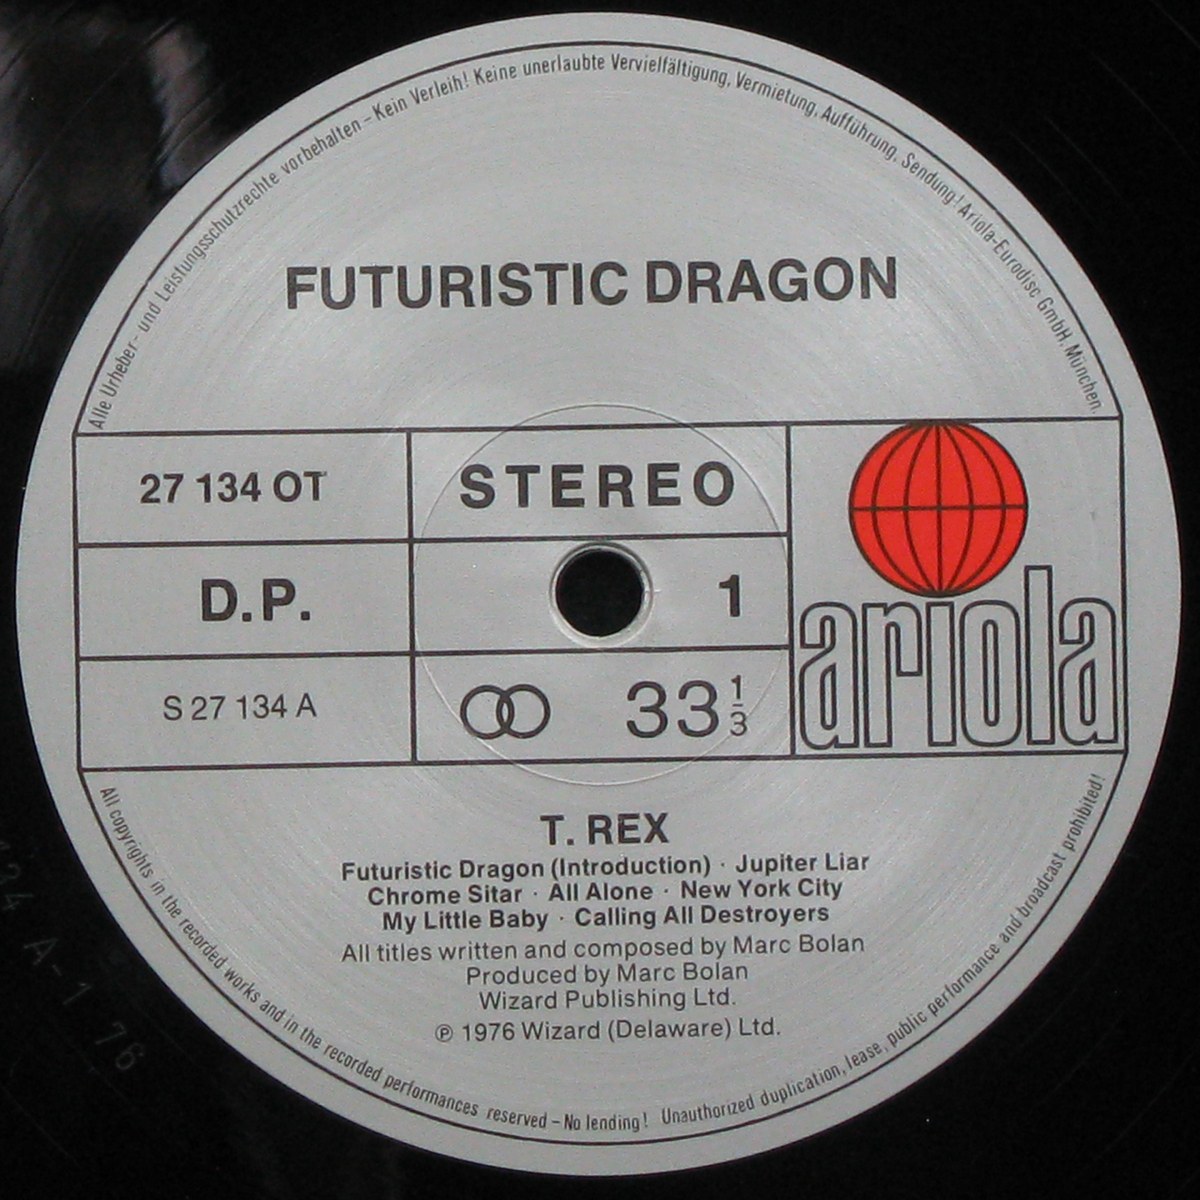 Alle Urheber- und Leistungsschutzrechte vorbehalten – Kein Verleih! Keine unerlaubte Vervielfältigung, Vermietung, Aufführung, Sendung! Ariola-Eurodisc GmbH. München.
FUTURISTIC DRAGON
27 134 OT
STEREO
D.P.
1
S 27 134 A
33 1/3
ariola
T. REX
Futuristic Dragon (Introduction) · Jupiter Liar
Chrome Sitar · All Alone · New York City
My Little Baby · Calling All Destroyers
All titles written and composed by Marc Bolan
Produced by Marc Bolan
Wizard Publishing Ltd.
℗ 1976 Wizard (Delaware) Ltd.
All copyrights in the recorded works and in the recorded performances reserved – No lending! Unauthorized duplication, lease, public performance and broadcast prohibited!
34 A-1 76